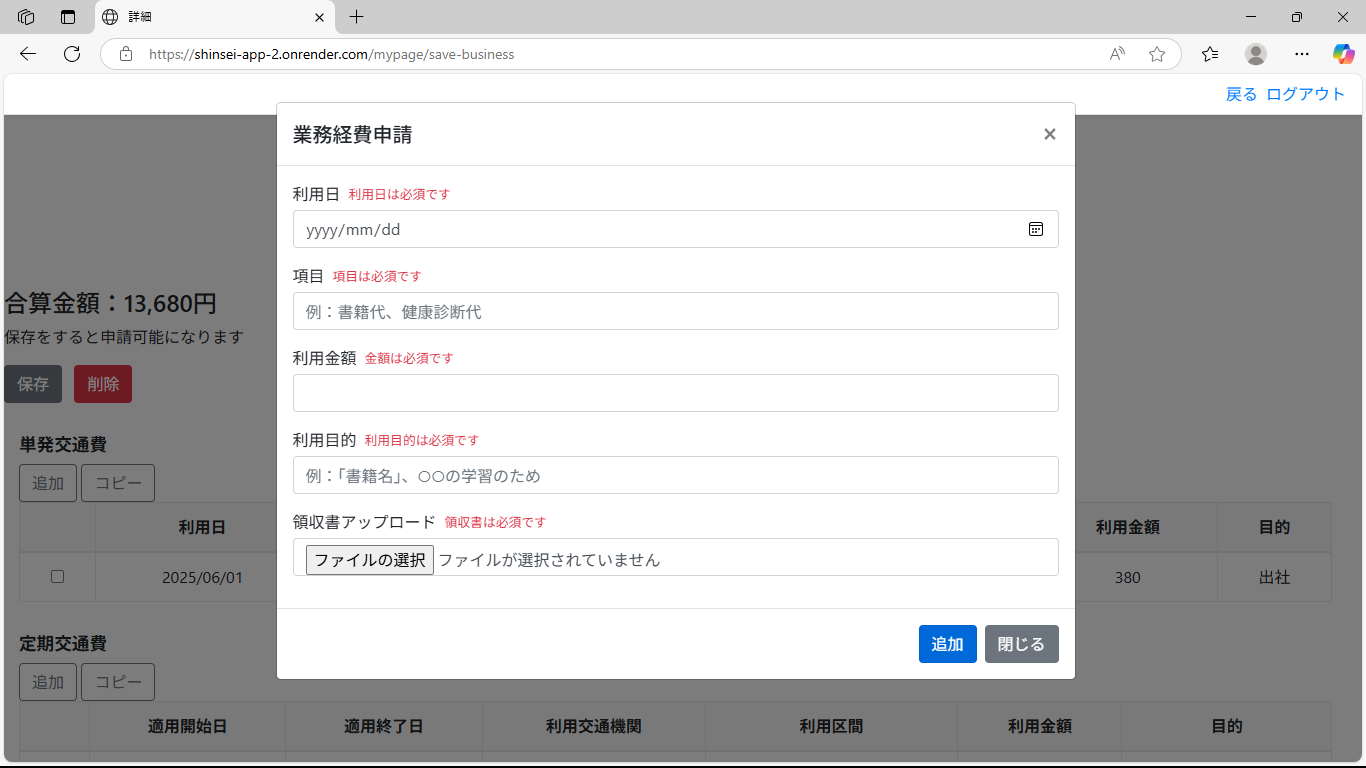 詳細
https://shinsei-app-2.onrender.com/mypage/save-business
戻る ログアウト
業務経費申請 ×
利用日 利用日は必須です
yyyy/mm/dd
項目 項目は必須です
例：書籍代、健康診断代
利用金額 金額は必須です
利用目的 利用目的は必須です
例：「書籍名」、○○の学習のため
領収書アップロード 領収書は必須です
ファイルの選択 ファイルが選択されていません
追加 閉じる
合算金額：13,680円
保存をすると申請可能になります
保存 削除
単発交通費
追加 コピー
利用日 利用金額 目的
2025/06/01 380 出社
定期交通費
追加 コピー
適用開始日 適用終了日 利用交通機関 利用区間 利用金額 目的